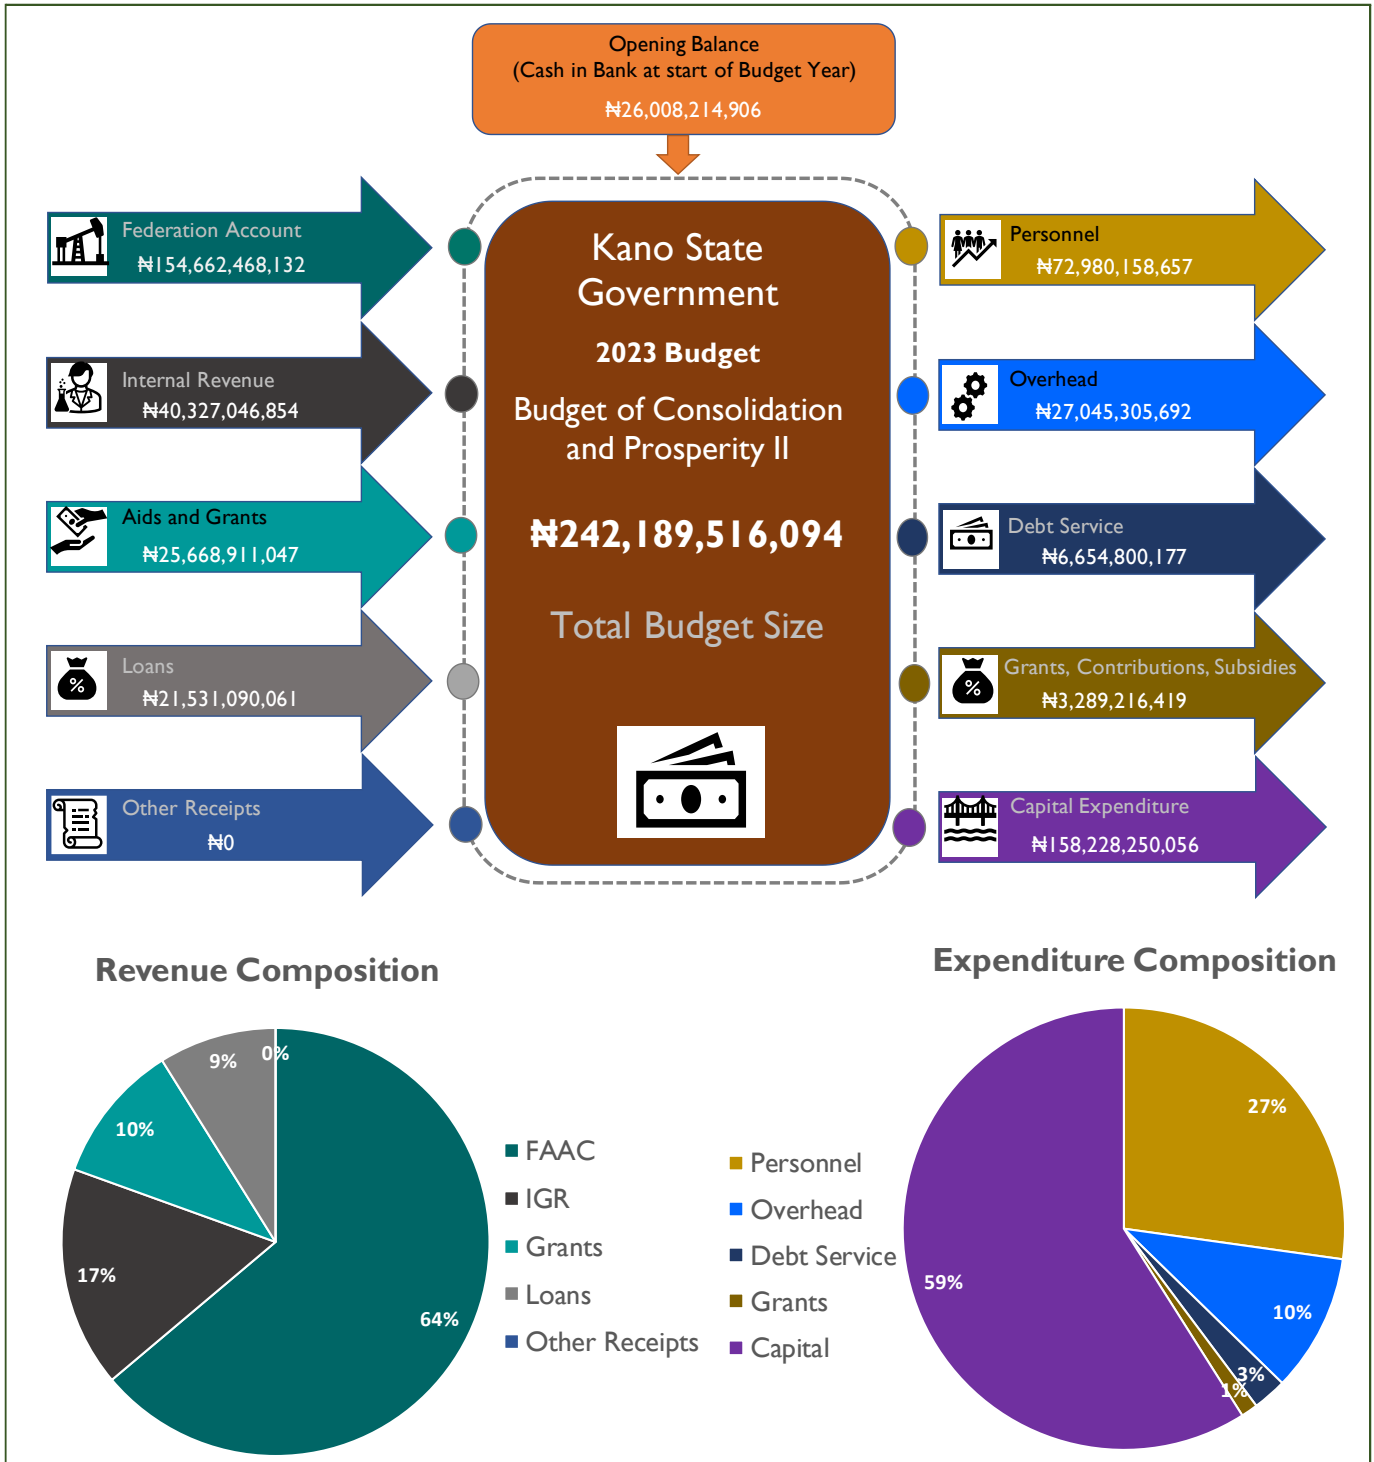 Opening Balance
(Cash in Bank at start of Budget Year)
₦26,008,214,906
Federation Account
₦154,662,468,132
Internal Revenue
₦40,327,046,854
Aids and Grants
₦25,668,911,047
Loans
₦21,531,090,061
Other Receipts
₦0
Kano State
Government
2023 Budget
Budget of Consolidation
and Prosperity II
₦242,189,516,094
Total Budget Size
Personnel
₦72,980,158,657
Overhead
₦27,045,305,692
Debt Service
₦6,654,800,177
Grants, Contributions, Subsidies
₦3,289,216,419
Capital Expenditure
₦158,228,250,056
%
%
Revenue Composition
0%
9%
10%
17%
64%
FAAC
IGR
Grants
Loans
Other Receipts
Expenditure Composition
Personnel
Overhead
Debt Service
Grants
Capital
27%
10%
3%
1%
59%